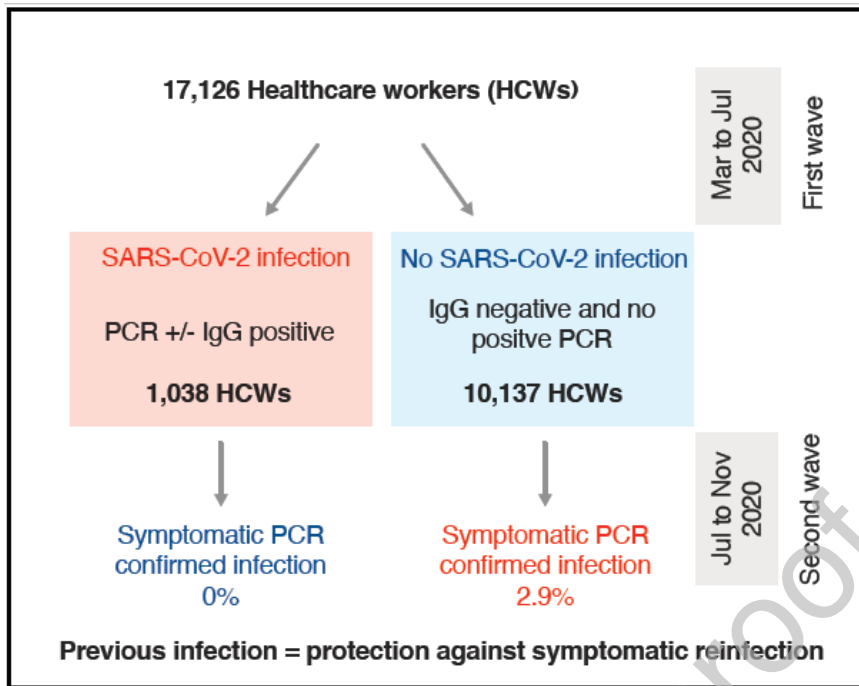 17,126 Healthcare workers (HCWs)
Mar to Jul
2020
First wave
SARS-CoV-2 infection
PCR +/- IgG positive
1,038 HCWs
No SARS-CoV-2 infection
IgG negative and no
positve PCR
10,137 HCWs
Symptomatic PCR
confirmed infection
0%
Symptomatic PCR
confirmed infection
2.9%
Jul to Nov
2020
Second wave
Previous infection = protection against symptomatic reinfection
roof